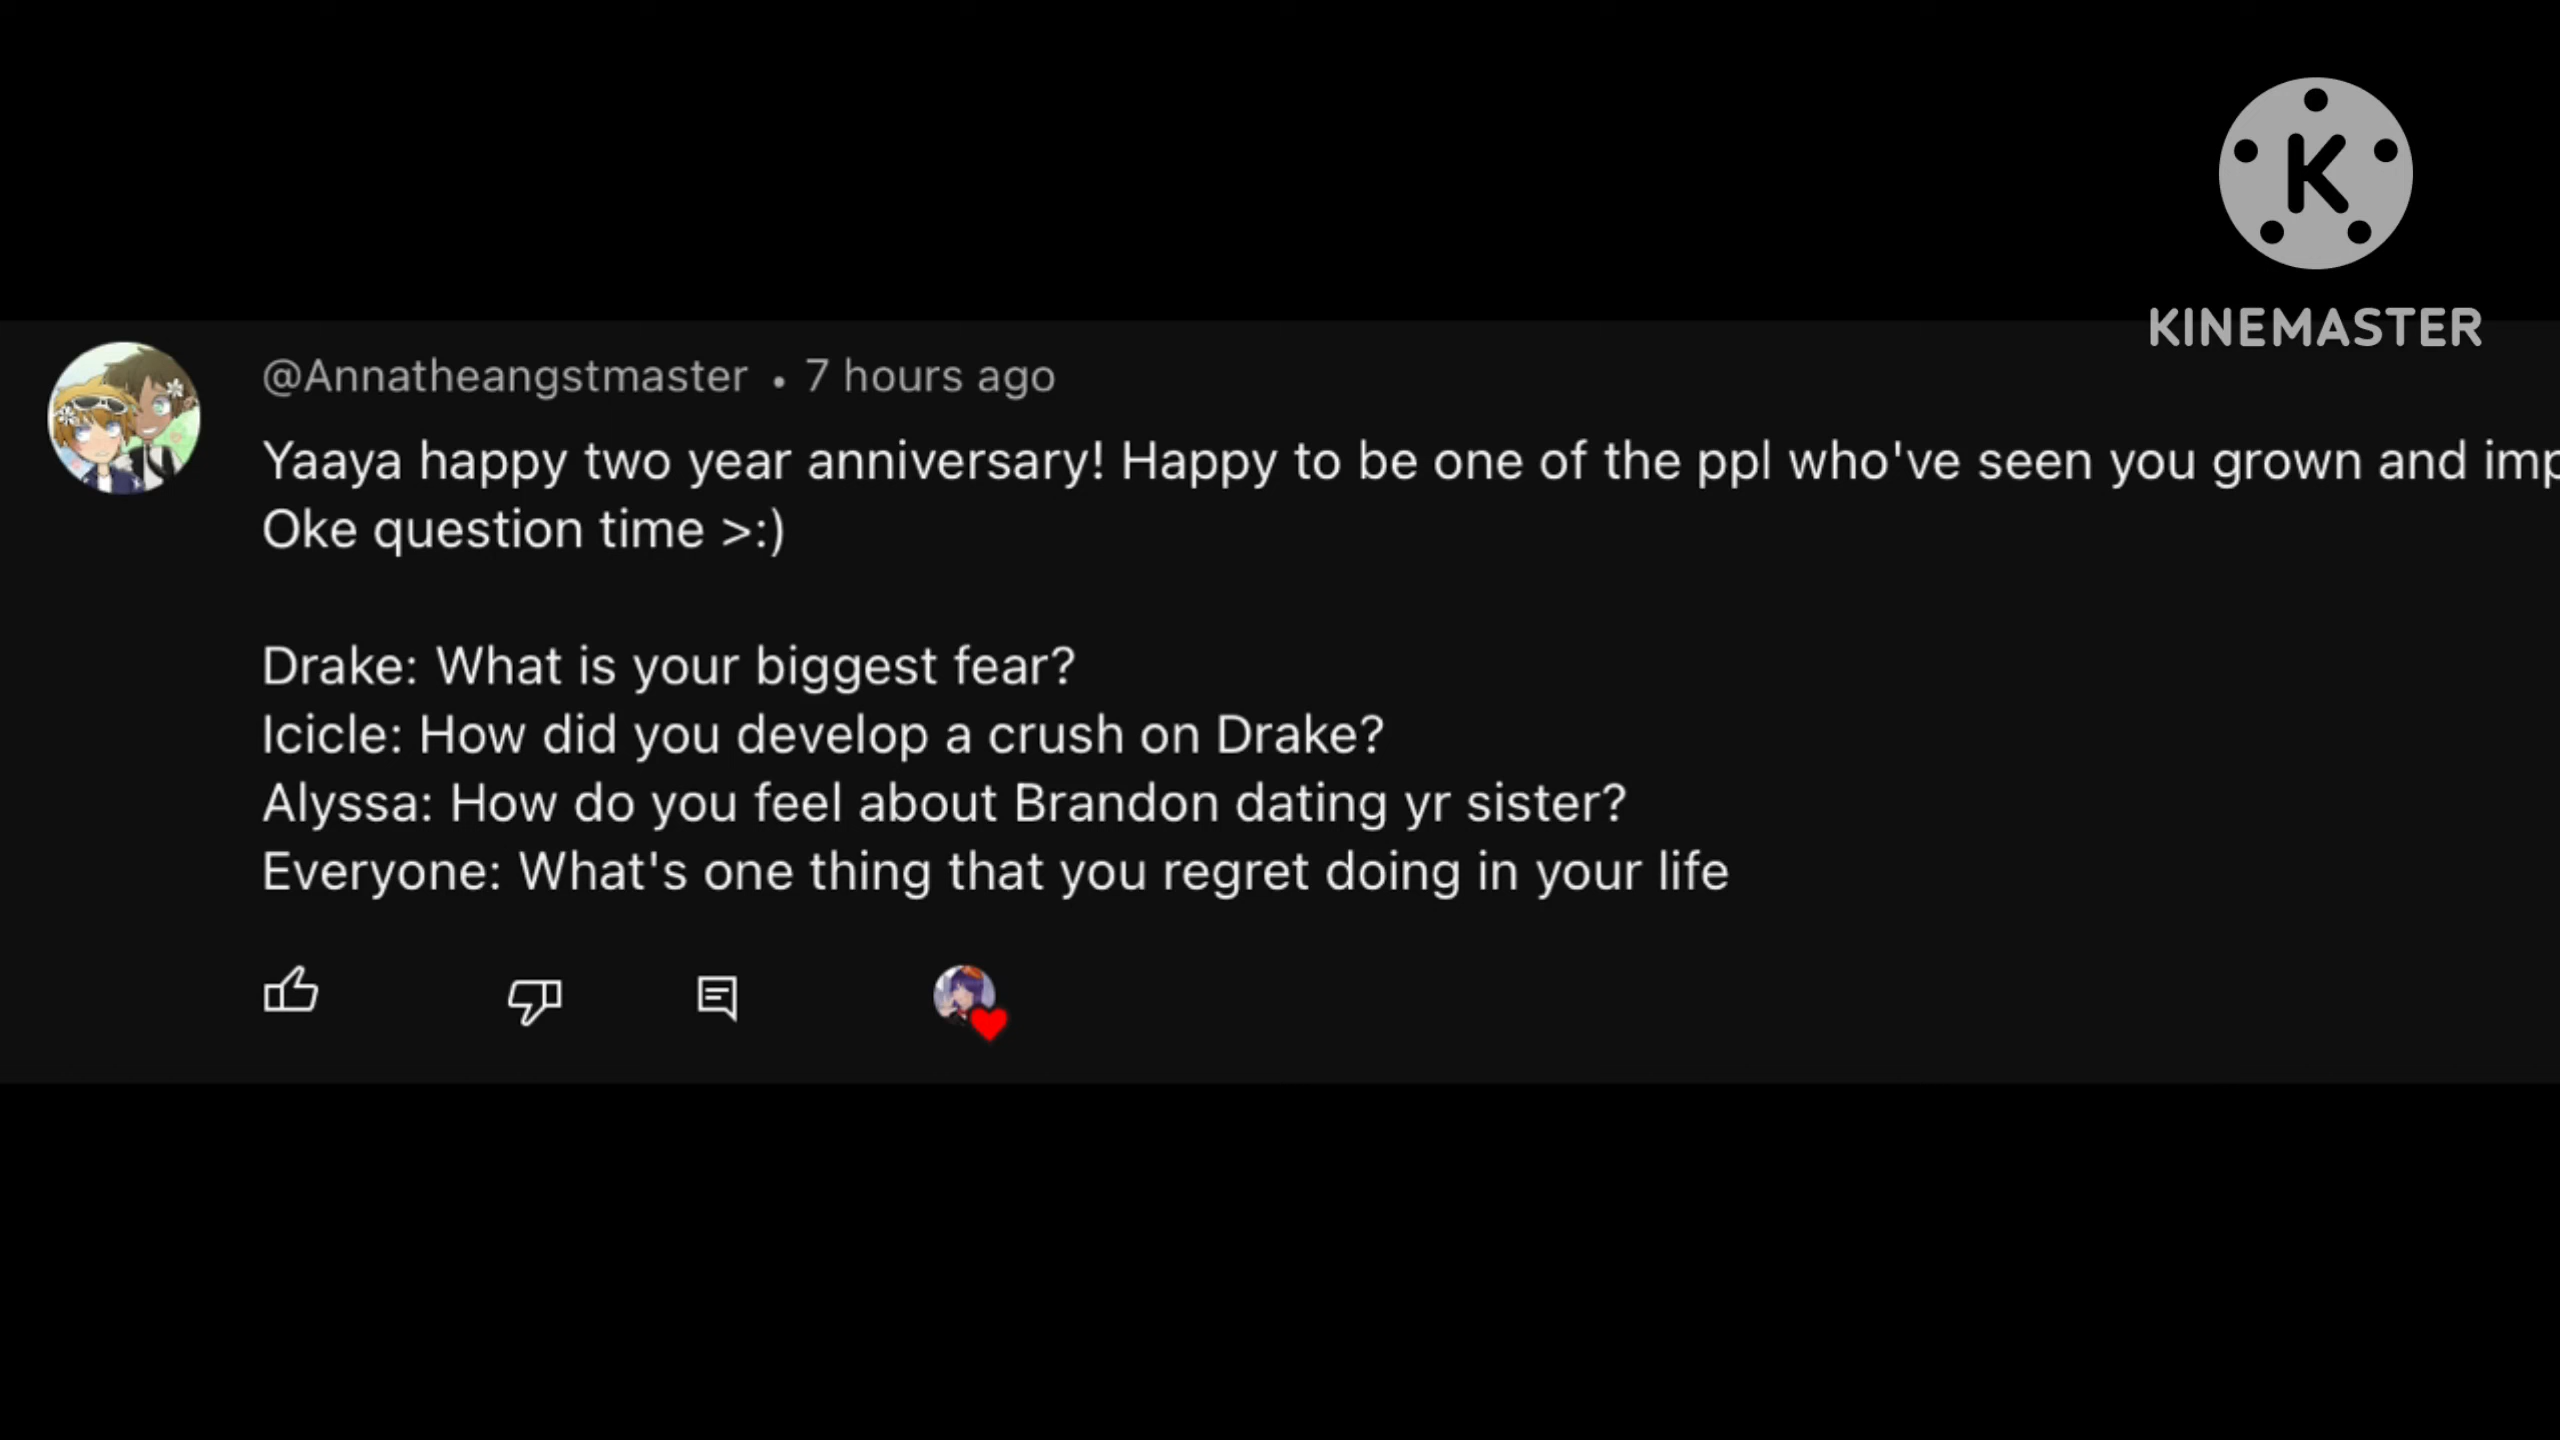 K
KINEMASTER
@Annatheangstmaster • 7 hours ago
Yaaya happy two year anniversary! Happy to be one of the ppl who've seen you grown and imp
Oke question time >:)
Drake: What is your biggest fear?
Icicle: How did you develop a crush on Drake?
Alyssa: How do you feel about Brandon dating yr sister?
Everyone: What's one thing that you regret doing in your life